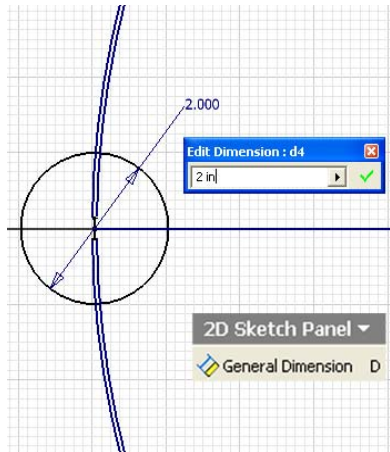 2.000
Edit Dimension : d4
2 in
2D Sketch Panel
General Dimension D